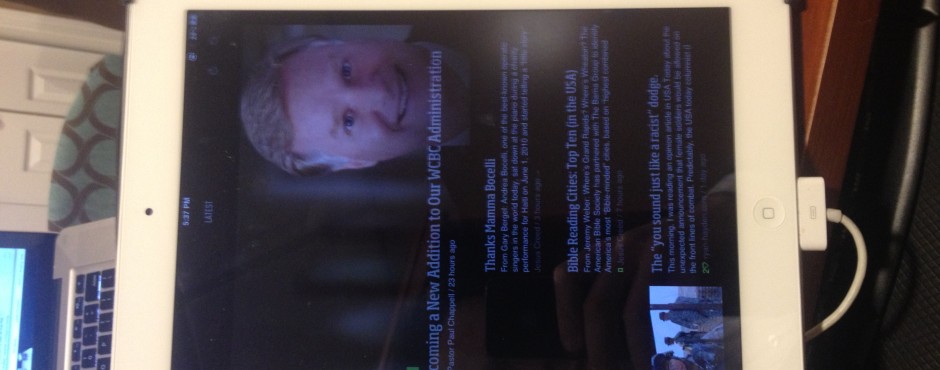 5:37 PM
LATEST
coming a New Addition to Our WCBC Administration
Pastor Paul Chappell / 23 hours ago
Thanks Mamma Bocelli
From Gary Bergel: Andrea Bocelli, one of the best-known operatic
singers in the world today, sat down at the piano during a charity
performance for Haiti on June 1, 2010 and started telling a "little story"
Jesus Creed / 3 hours ago
Bible Reading Cities: Top Ten (in the USA)
From Jeremy Weber: Where's Grand Rapids? Where's Wheaton? The
American Bible Society has partnered with The Barna Group to identify
America's most "Bible-minded" cities, based on "highest combined
Jesus Creed / 7 hours ago
The "you sound just like a racist" dodge.
This morning, I was reading an opinion article in USA Today about the
unexpected announcement that female soldiers would be allowed on
the front lines of combat. Predictably, the USA today columnist (I
2 ryan-hayden.com / 1 day ago